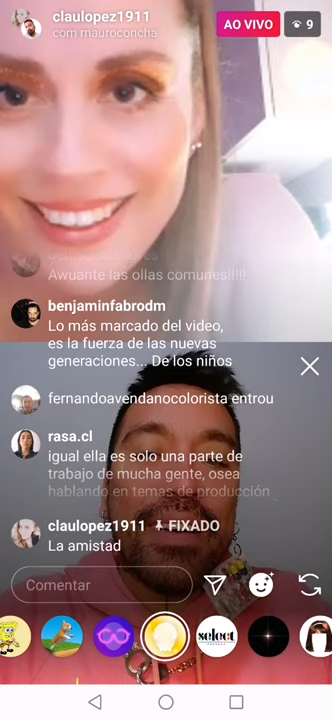 claulopez1911
com mauroconcha
AO VIVO
9
Awuante las ollas comunes!!!!!
benjaminfabrodm
Lo más marcado del video,
es la fuerza de las nuevas
generaciones... De los niños
fernandoavendanocolorista entrou
rasa.cl
igual ella es solo una parte de
trabajo de mucha gente, osea
hablando en temas de producción
claulopez1911 FIXADO
La amistad
Comentar
select